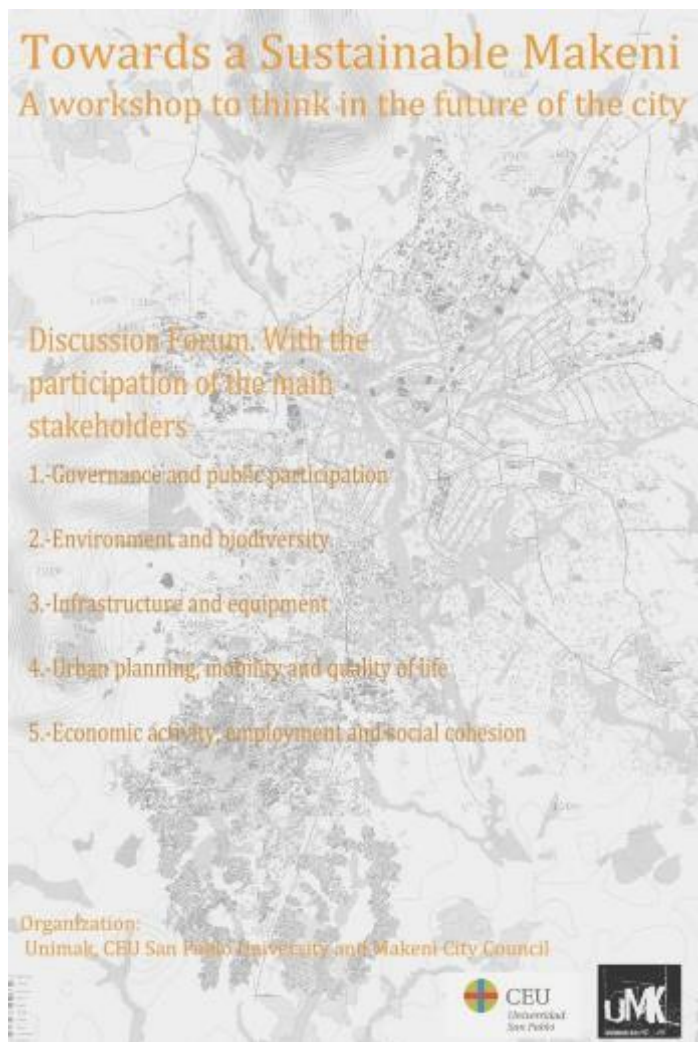 Towards a Sustainable Makeni
A workshop to think in the future of the city
Discussion Forum. With the
participation of the main
stakeholders
1.-Governance and public participation
2.-Environment and biodiversity
3.-Infrastructure and equipment
4.-Urban planning, mobility and quality of life
5.-Economic activity, employment and social cohesion
Organization:
Unimak, CEU San Pablo University and Makeni City Council
CEU
Universidad
San Pablo
UMK